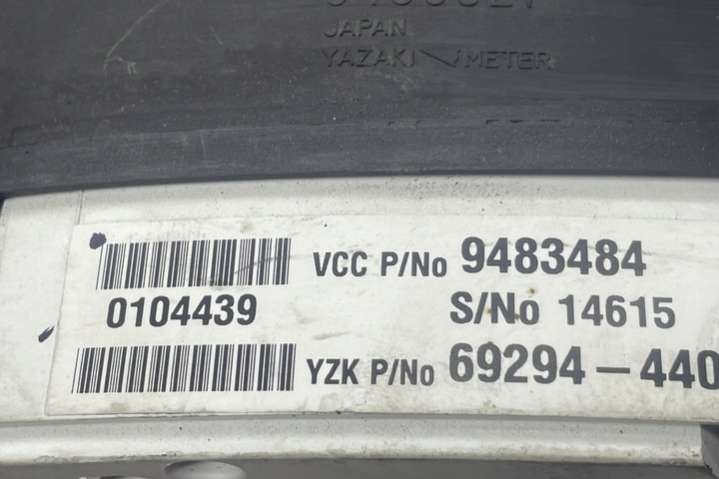 JAPAN
YAZAKI METER
VCC P/No 9483484
0104439
S/No 14615
YZK P/No 69294-440